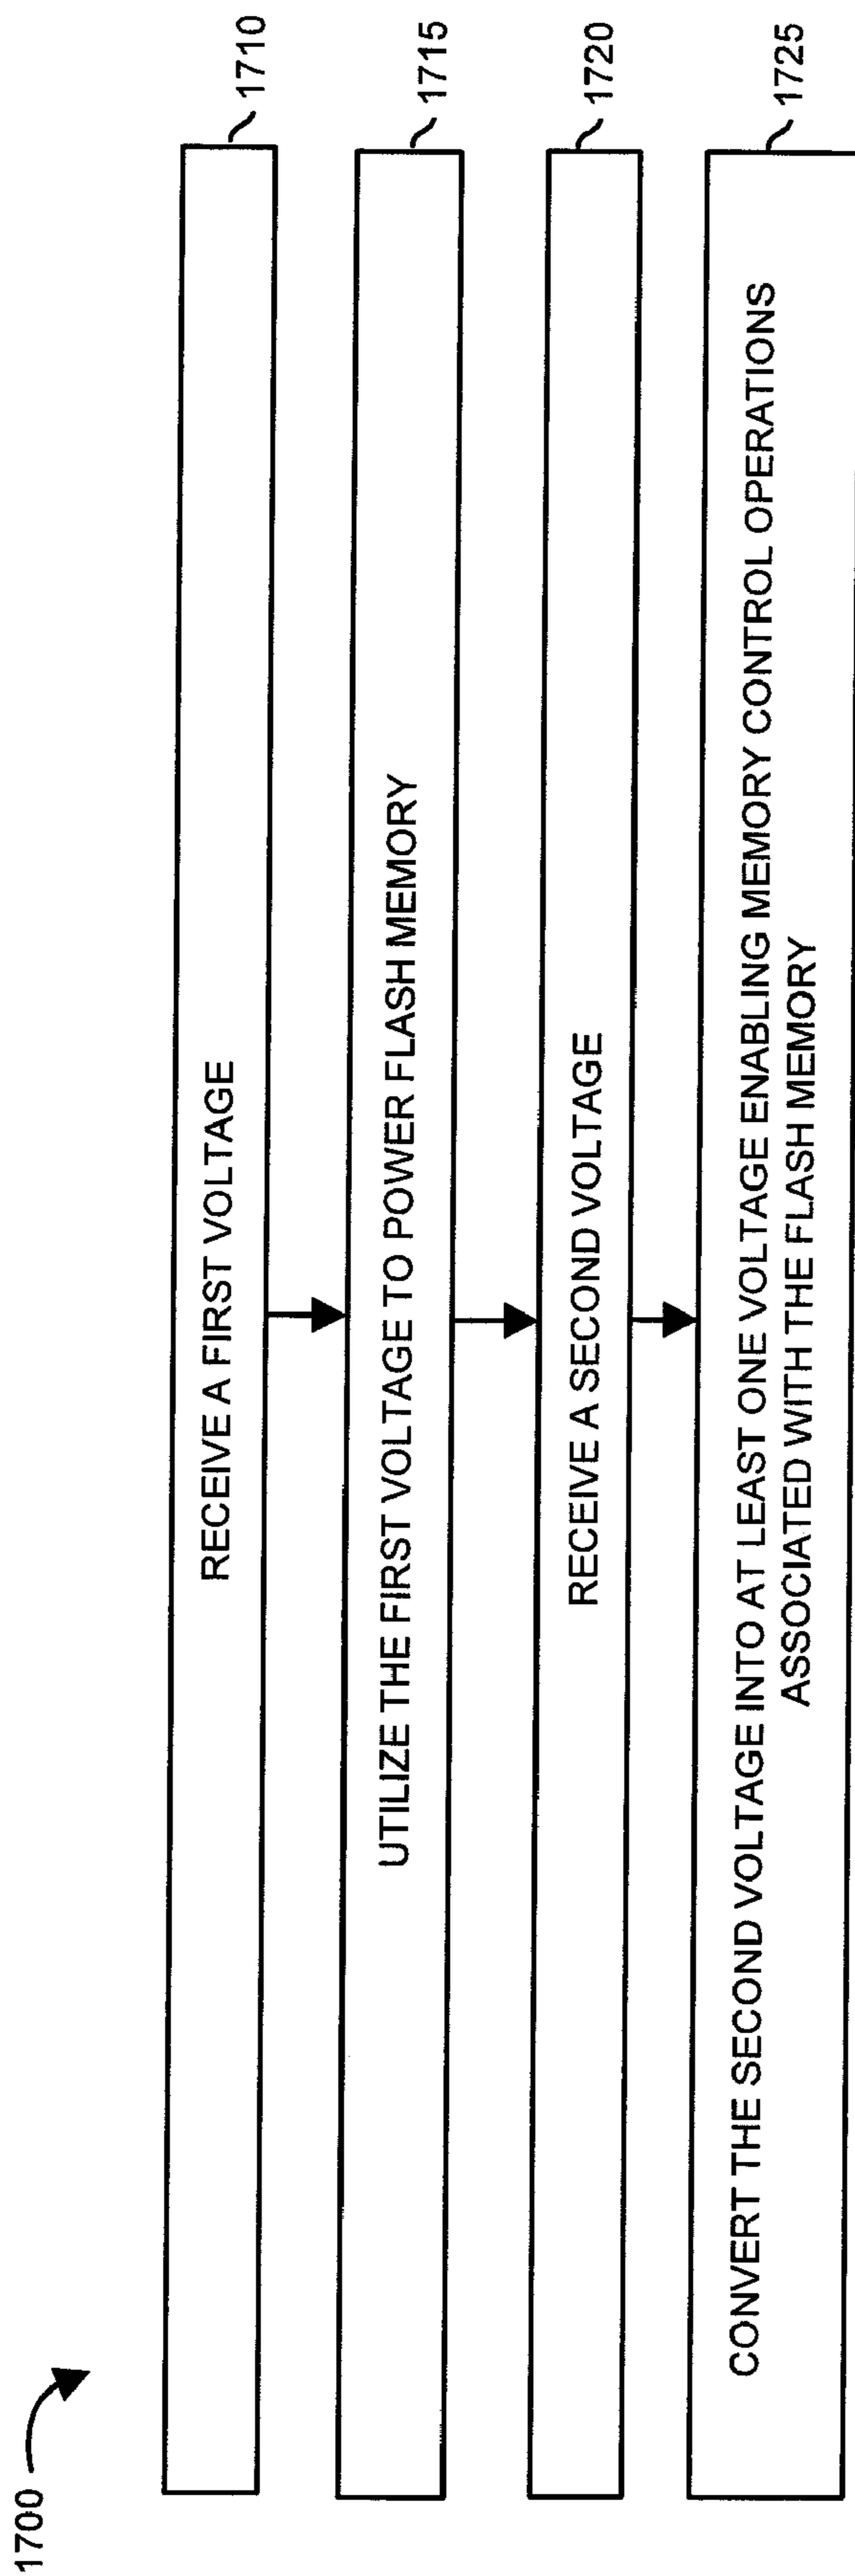 1700
RECEIVE A FIRST VOLTAGE
1710
UTILIZE THE FIRST VOLTAGE TO POWER FLASH MEMORY
1715
RECEIVE A SECOND VOLTAGE
1720
CONVERT THE SECOND VOLTAGE INTO AT LEAST ONE VOLTAGE ENABLING MEMORY CONTROL OPERATIONS
ASSOCIATED WITH THE FLASH MEMORY
1725